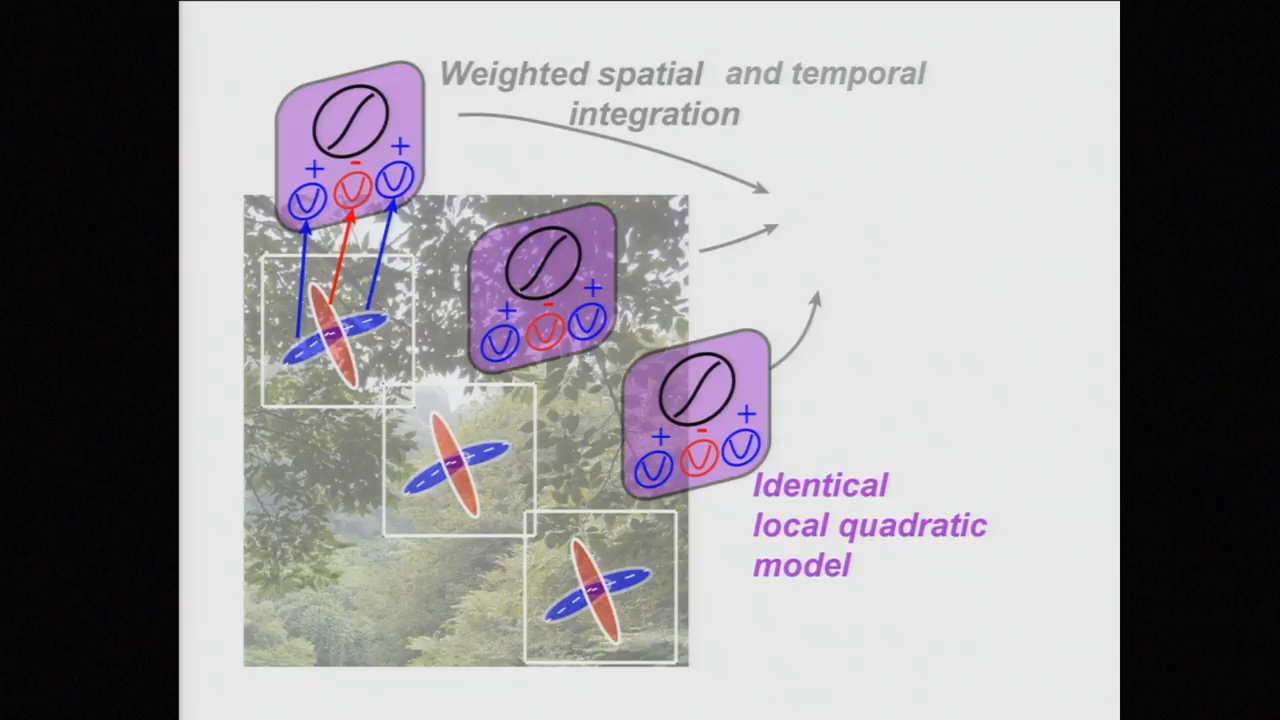 Weighted spatial and temporal
integration
+ - +
+ - +
+ - +
Identical
local quadratic
model